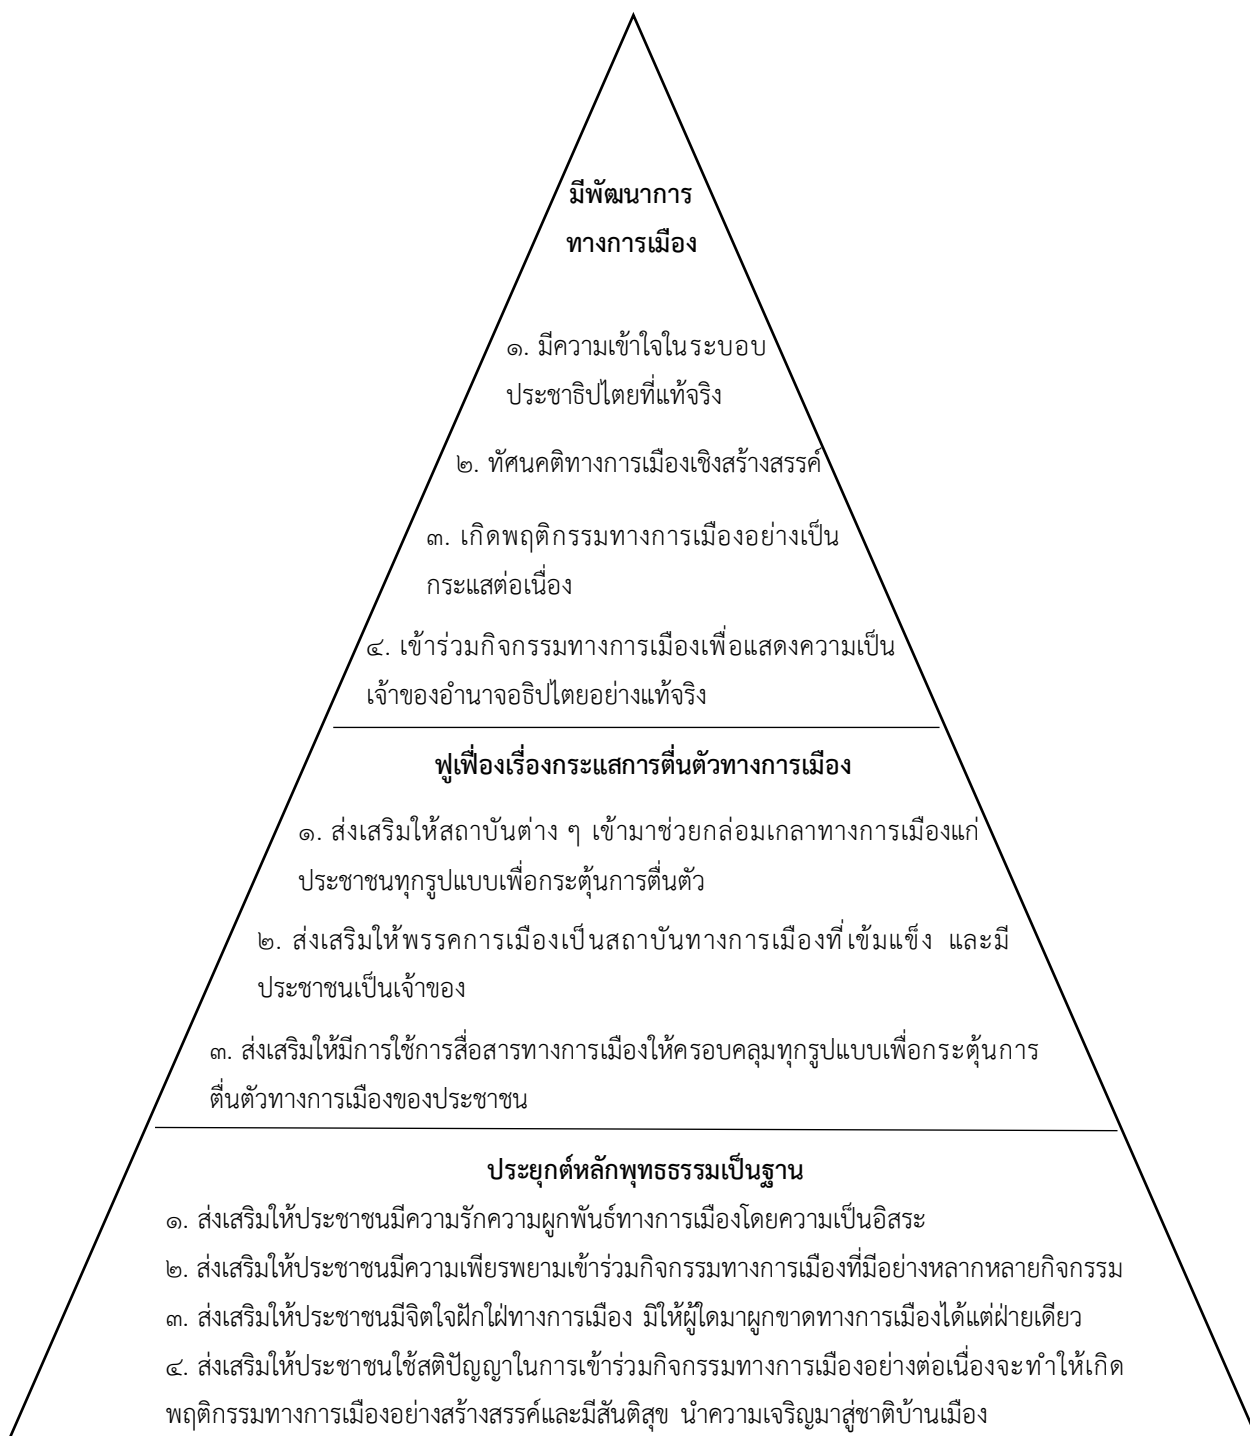 มีพัฒนาการ
ทางการเมือง
๑. มีความเข้าใจในระบอบ
ประชาธิปไตยที่แท้จริง
๒. ทัศนคติทางการเมืองเชิงสร้างสรรค์
๓. เกิดพฤติกรรมทางการเมืองอย่างเป็น
กระแสต่อเนื่อง
๔. เข้าร่วมกิจกรรมทางการเมืองเพื่อแสดงความเป็น
เจ้าของอำนาจอธิปไตยอย่างแท้จริง
ฟูเฟื่องเรื่องกระแสการตื่นตัวทางการเมือง
๑. ส่งเสริมให้สถาบันต่าง ๆ เข้ามาช่วยกล่อมเกลาทางการเมืองแก่
ประชาชนทุกรูปแบบเพื่อกระตุ้นการตื่นตัว
๒. ส่งเสริมให้พรรคการเมืองเป็นสถาบันทางการเมืองที่เข้มแข็ง และมี
ประชาชนเป็นเจ้าของ
๓. ส่งเสริมให้มีการใช้การสื่อสารทางการเมืองให้ครอบคลุมทุกรูปแบบเพื่อกระตุ้นการ
ตื่นตัวทางการเมืองของประชาชน
ประยุกต์หลักพุทธธรรมเป็นฐาน
๑. ส่งเสริมให้ประชาชนมีความรักความผูกพันธ์ทางการเมืองโดยความเป็นอิสระ
๒. ส่งเสริมให้ประชาชนมีความเพียรพยามเข้าร่วมกิจกรรมทางการเมืองที่มีอย่างหลากหลายกิจกรรม
๓. ส่งเสริมให้ประชาชนมีจิตใจฝักใฝ่ทางการเมือง มิให้ผู้ใดมาผูกขาดทางการเมืองได้แต่ฝ่ายเดียว
๔. ส่งเสริมให้ประชาชนใช้สติปัญญาในการเข้าร่วมกิจกรรมทางการเมืองอย่างต่อเนื่องจะทำให้เกิด
พฤติกรรมทางการเมืองอย่างสร้างสรรค์และมีสันติสุข นำความเจริญมาสู่ชาติบ้านเมือง